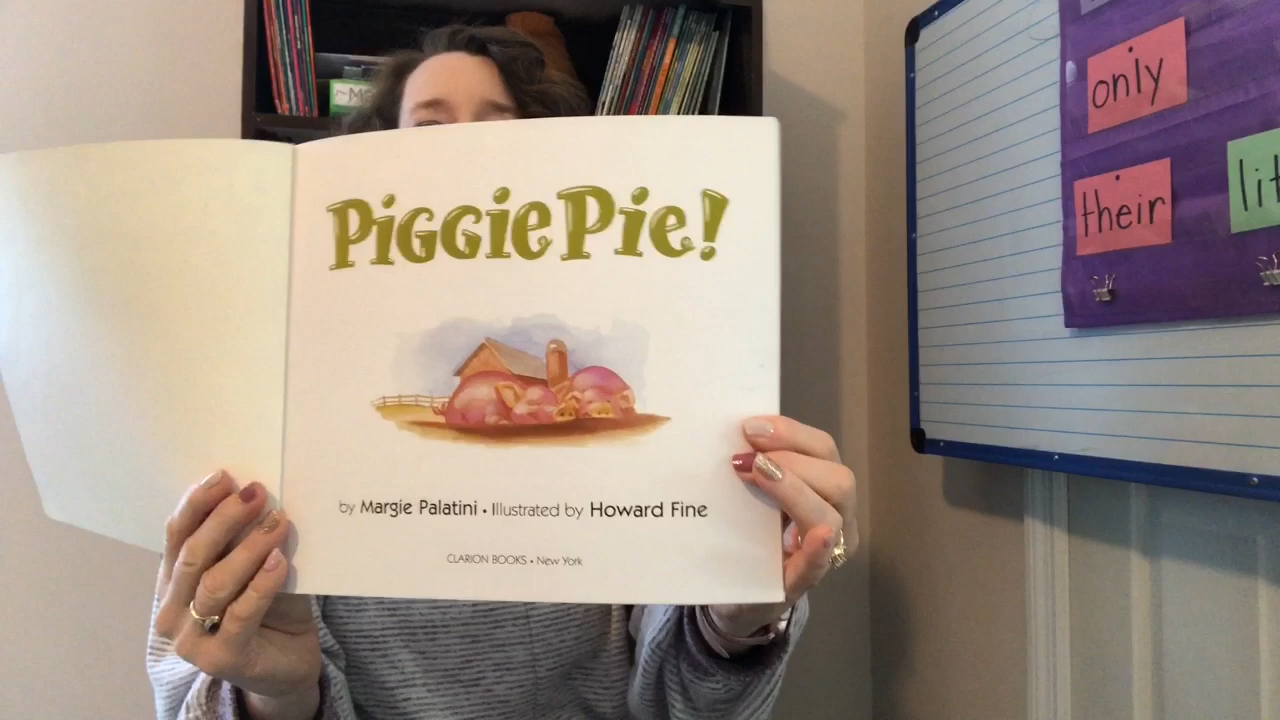 Piggie Pie!
by Margie Palatini • Illustrated by Howard Fine
CLARION BOOKS • New York
only
their